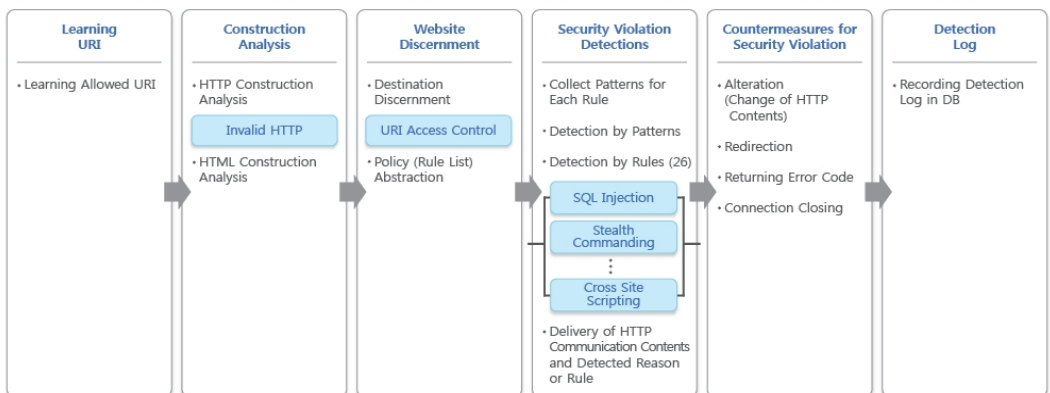 Learning
URI
• Learning Allowed URI
Construction
Analysis
• HTTP Construction
Analysis
Invalid HTTP
• HTML Construction
Analysis
Website
Discernment
• Destination
Discernment
URI Access Control
• Policy (Rule List)
Abstraction
Security Violation
Detections
• Collect Patterns for
Each Rule
• Detection by Patterns
• Detection by Rules (26)
SQL Injection
Stealth
Commanding
Cross Site
Scripting
• Delivery of HTTP
Communication Contents
and Detected Reason
or Rule
Countermeasures for
Security Violation
• Alteration
(Change of HTTP
Contents)
• Redirection
• Returning Error Code
• Connection Closing
Detection
Log
• Recording Detection
Log in DB